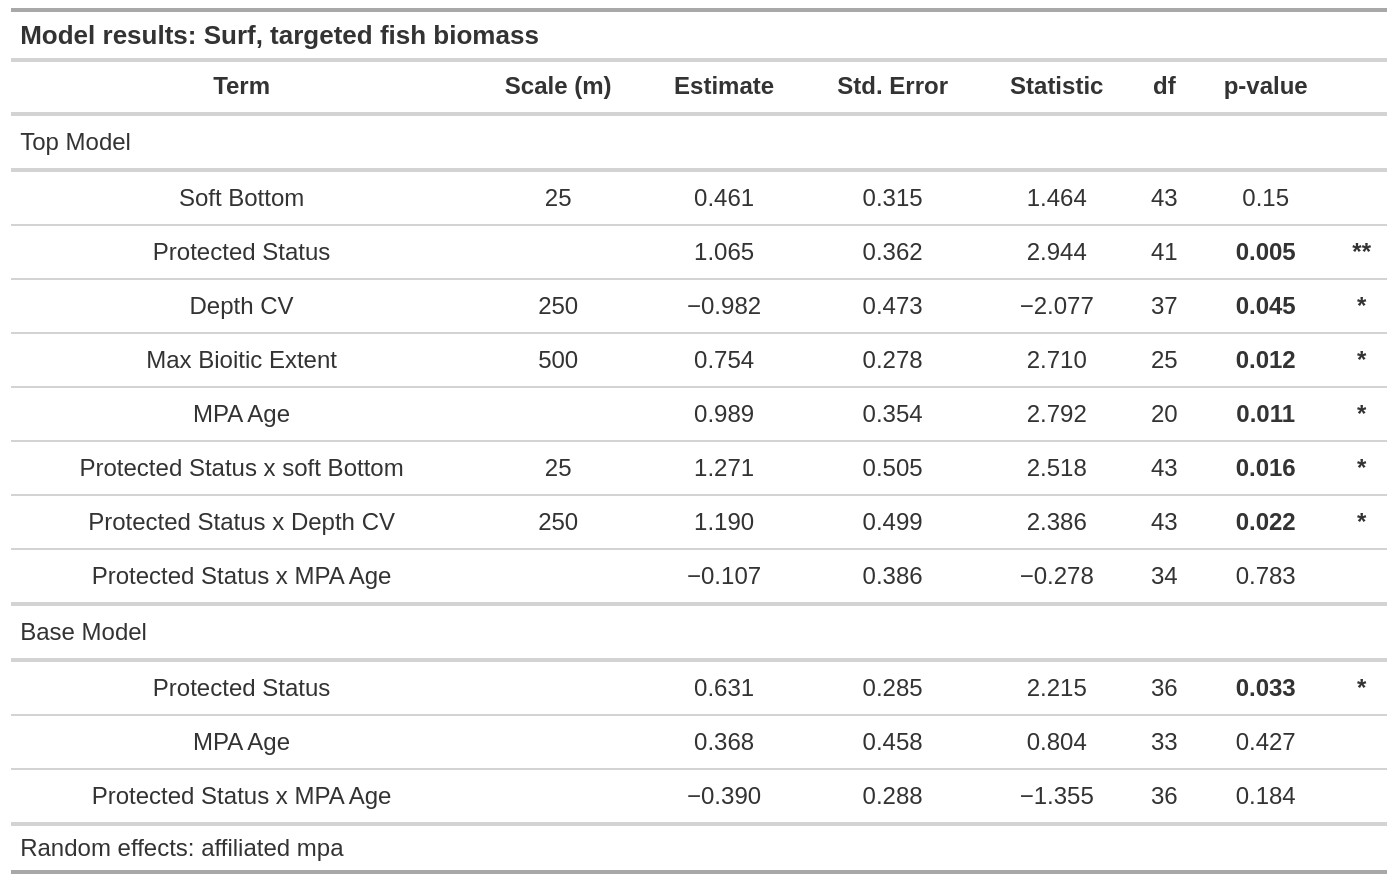 Model results: Surf, targeted fish biomass
Term Scale (m) Estimate Std. Error Statistic df p-value
Top Model
Soft Bottom 25 0.461 0.315 1.464 43 0.15
Protected Status 1.065 0.362 2.944 41 0.005 **
Depth CV 250 −0.982 0.473 −2.077 37 0.045 *
Max Bioitic Extent 500 0.754 0.278 2.710 25 0.012 *
MPA Age 0.989 0.354 2.792 20 0.011 *
Protected Status x soft Bottom 25 1.271 0.505 2.518 43 0.016 *
Protected Status x Depth CV 250 1.190 0.499 2.386 43 0.022 *
Protected Status x MPA Age −0.107 0.386 −0.278 34 0.783
Base Model
Protected Status 0.631 0.285 2.215 36 0.033 *
MPA Age 0.368 0.458 0.804 33 0.427
Protected Status x MPA Age −0.390 0.288 −1.355 36 0.184
Random effects: affiliated mpa